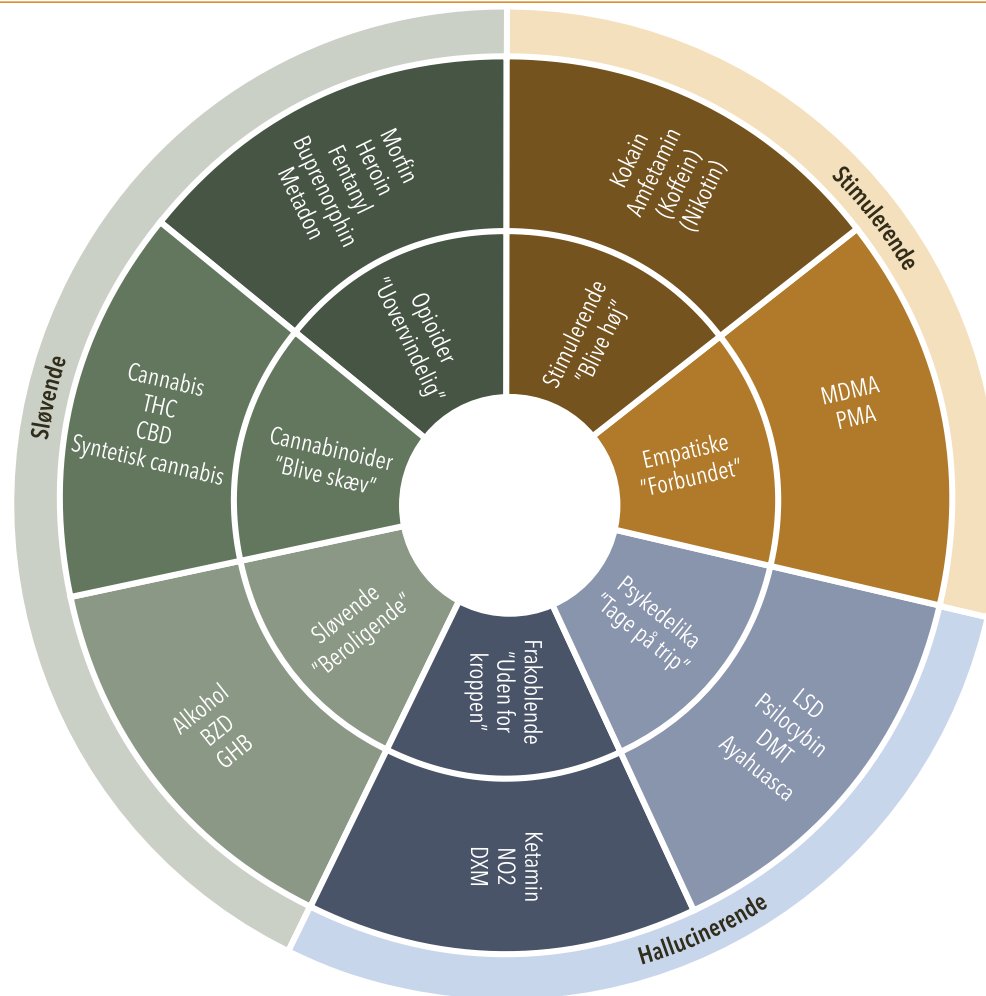 Stimulerende
Kokain
Amfetamin
(Koffein)
(Nikotin)
Stimulerende
"Blive høj"
MDMA
PMA
Empatiske
"Forbundet"
Hallucinerende
LSD
Psilocybin
DMT
Ayahuasca
Psykedelika
"Tage på trip"
Ketamin
NO2
DXM
Frakoblende
"Uden for
kroppen"
Sløvende
Alkohol
BZD
GHB
Sløvende
"Beroligende"
Cannabis
THC
CBD
Syntetisk cannabis
Cannabinoider
"Blive skæv"
Morfin
Heroin
Fentanyl
Buprenorphin
Metadon
Opioider
"Uovervindelig"